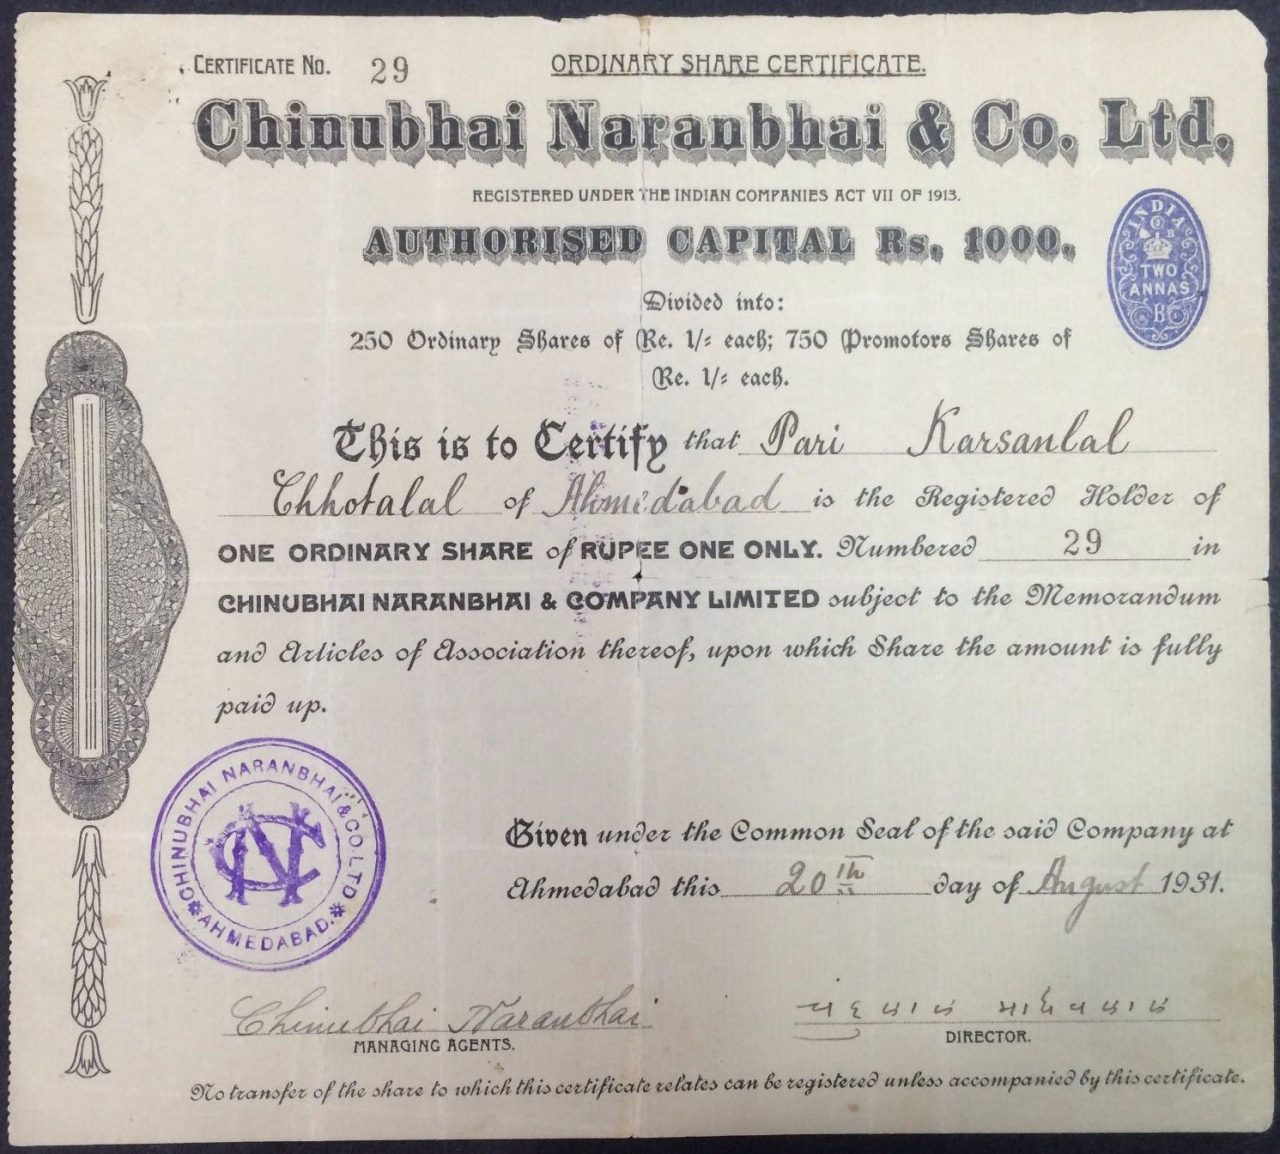 CERTIFICATE NO. 29
ORDINARY SHARE CERTIFICATE.
Chinubhai Naranbhai & Co. Ltd.
REGISTERED UNDER THE INDIAN COMPANIES ACT VII OF 1913.
AUTHORISED CAPITAL Rs. 1000.
INDIA
TWO
ANNAS
B
Divided into:
250 Ordinary Shares of Re. 1/- each; 750 Promotors Shares of
Re. 1/- each.
This is to Certify that Pari Karsanlal
Chhotalal of Ahmedabad is the Registered Holder of
ONE ORDINARY SHARE of RUPEE ONE ONLY. Numbered 29 in
CHINUBHAI NARANBHAI & COMPANY LIMITED subject to the Memorandum
and Articles of Association thereof, upon which Share the amount is fully
paid up.
CHINUBHAI NARANBHAI & CO. LTD
AHMEDABAD.
Given under the Common Seal of the said Company at
Ahmedabad this 20th day of August 1931.
Chinubhai Naranbhai
MANAGING AGENTS.
DIRECTOR.
No transfer of the share to which this certificate relates can be registered unless accompanied by this certificate.